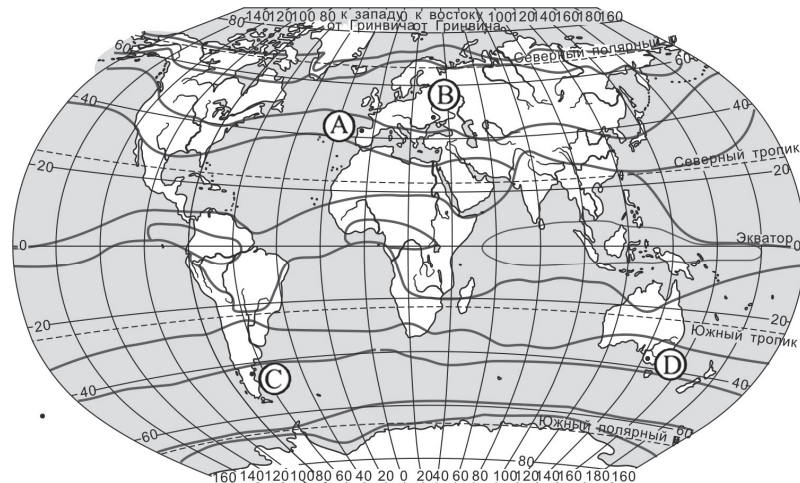 80 140 120 100 80 к западу 0 к востоку 100 120 140 160 180 160
от Гринвича от Гринвича
60 Северный полярный 60
B
40 40
A
Северный тропик
20 20
Экватор
0 0
20 20
Южный тропик
D
C
40 40
60 Южный полярный 60
80
160 140 120 100 80 60 40 20 0 20 40 60 80 100 120 140 160 180 160